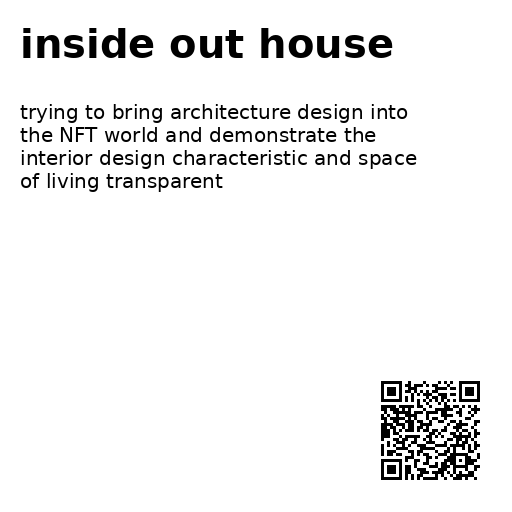 inside out house
trying to bring architecture design into
the NFT world and demonstrate the
interior design characteristic and space
of living transparent